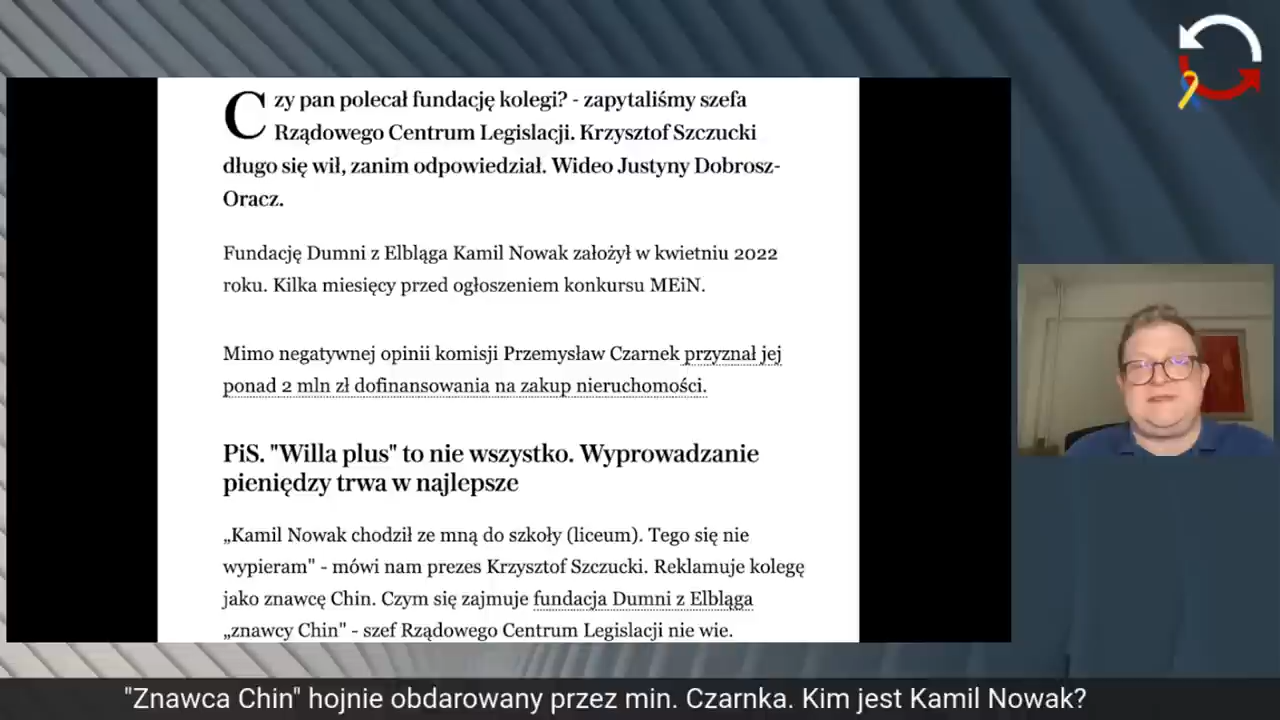 Czy pan polecał fundację kolegi? - zapytaliśmy szefa
Rządowego Centrum Legislacji. Krzysztof Szczucki
długo się wił, zanim odpowiedział. Wideo Justyny Dobrosz-
Oracz.
Fundację Dumni z Elbląga Kamil Nowak założył w kwietniu 2022
roku. Kilka miesięcy przed ogłoszeniem konkursu MEiN.
Mimo negatywnej opinii komisji Przemysław Czarnek przyznał jej
ponad 2 mln zł dofinansowania na zakup nieruchomości.
PiS. "Willa plus" to nie wszystko. Wyprowadzanie
pieniędzy trwa w najlepsze
„Kamil Nowak chodził ze mną do szkoły (liceum). Tego się nie
wypieram" - mówi nam prezes Krzysztof Szczucki. Reklamuje kolegę
jako znawcę Chin. Czym się zajmuje fundacja Dumni z Elbląga
„znawcy Chin" - szef Rządowego Centrum Legislacji nie wie.
"Znawca Chin" hojnie obdarowany przez min. Czarnka. Kim jest Kamil Nowak?